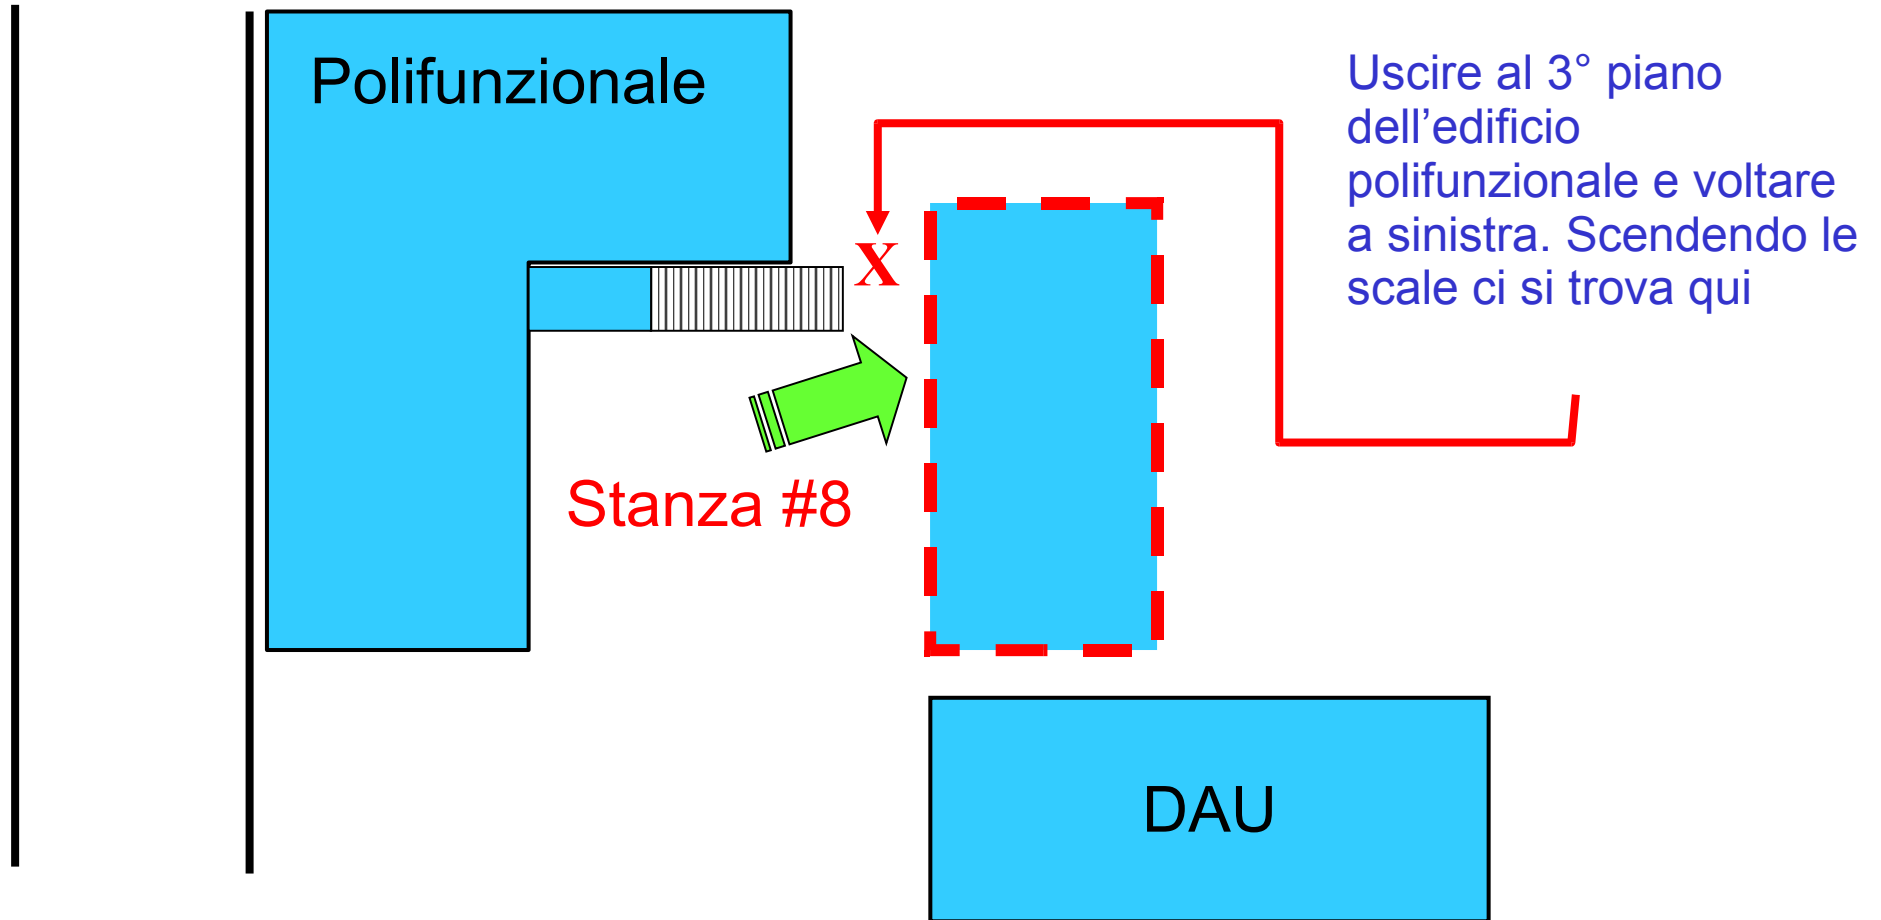 Polifunzionale
Uscire al 3° piano
dell’edificio
polifunzionale e voltare
a sinistra. Scendendo le
scale ci si trova qui
X
Stanza #8
DAU